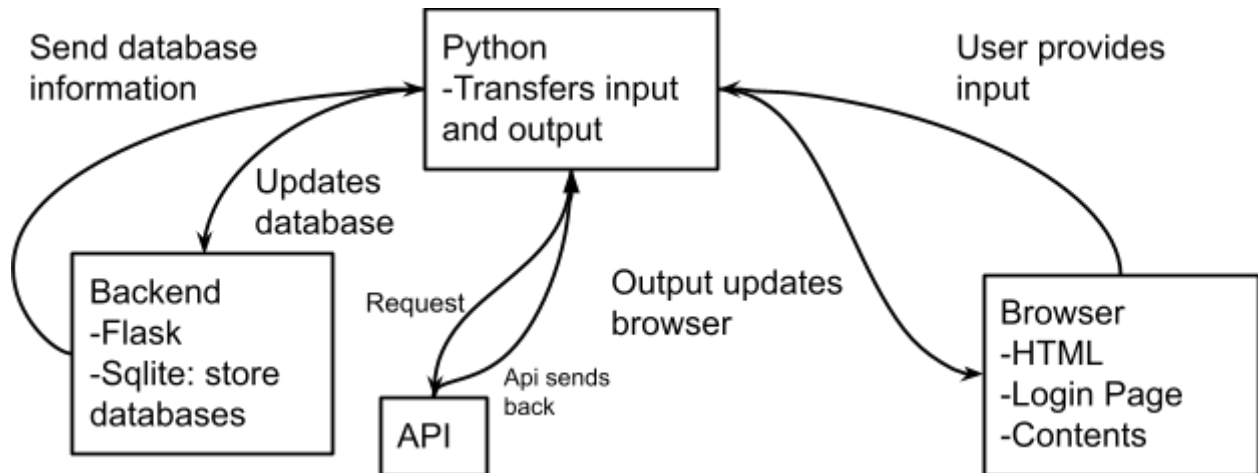 Send database
information
Python
-Transfers input
and output
User provides
input
Updates
database
Backend
-Flask
-Sqlite: store
databases
Request
Api sends
back
API
Output updates
browser
Browser
-HTML
-Login Page
-Contents